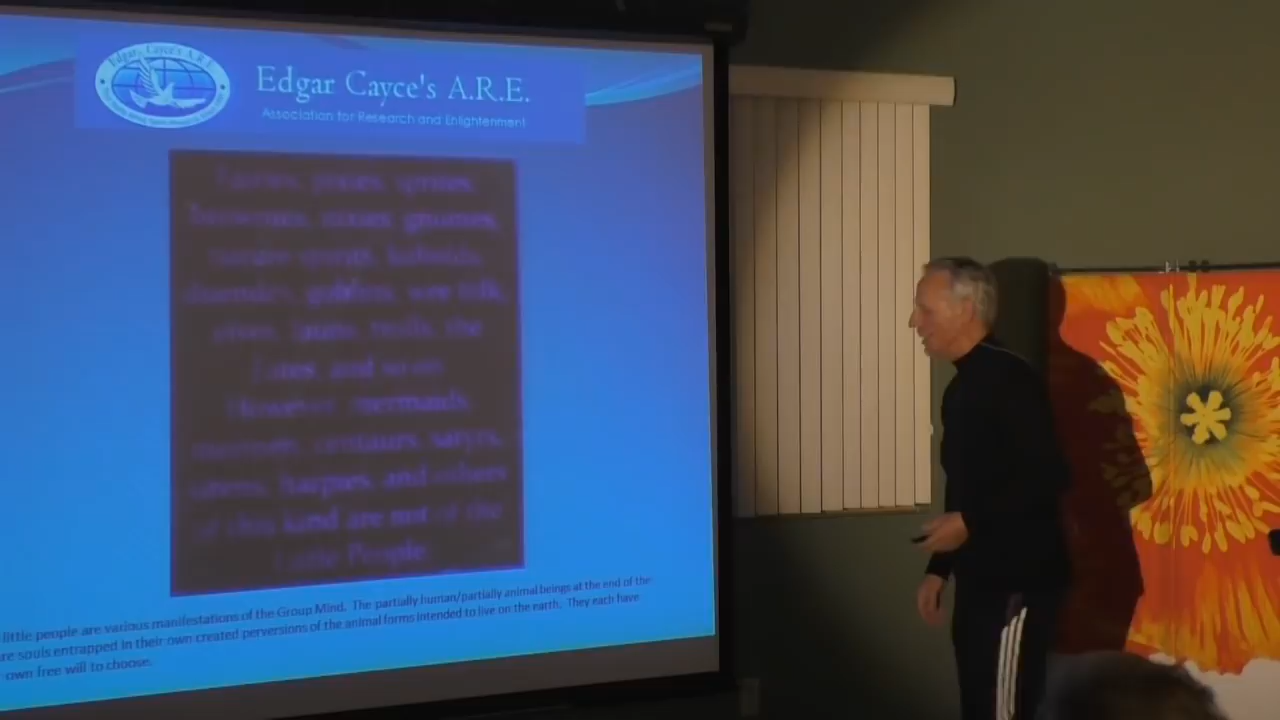 Edgar Cayce's A.R.E.
Edgar Cayce's A.R.E.
Association for Research and Enlightenment
Fairies, pixies, sprites,
brownies, nixies, gnomes,
nature spirits, kobolds,
goblins, wee folk,
elves, fauns, trolls, the
Fates, and so on.
However, mermaids,
centaurs, satyrs,
harpies, and others
of this kind are not of the
Little People.
little people are various manifestations of the Group Mind. The partially human/partially animal beings at the end of the
re souls entrapped in their own created perversions of the animal forms intended to live on the earth. They each have
own free will to choose.